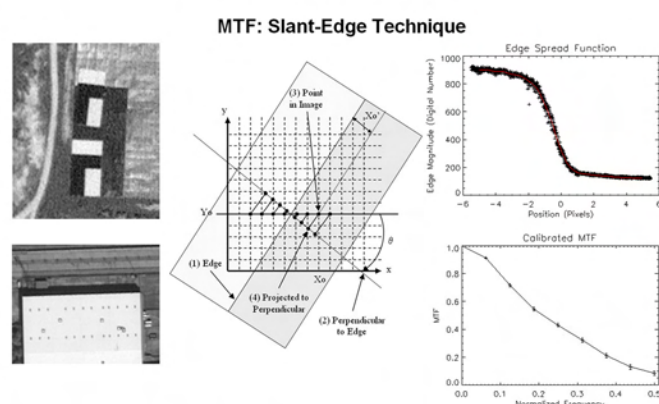 MTF: Slant-Edge Technique
y
(3) Point
in Image
Xo'
Yo
θ
x
(1) Edge
Xo
(4) Projected to
Perpendicular
(2) Perpendicular
to Edge
Edge Spread Function
Edge Magnitude (Digital Number)
1000
800
600
400
200
0
-6 -4 -2 0 2 4 6
Position (Pixels)
Calibrated MTF
MTF
1.0
0.8
0.6
0.4
0.2
0.0
0.0 0.1 0.2 0.3 0.4 0.5
Normalized Frequency